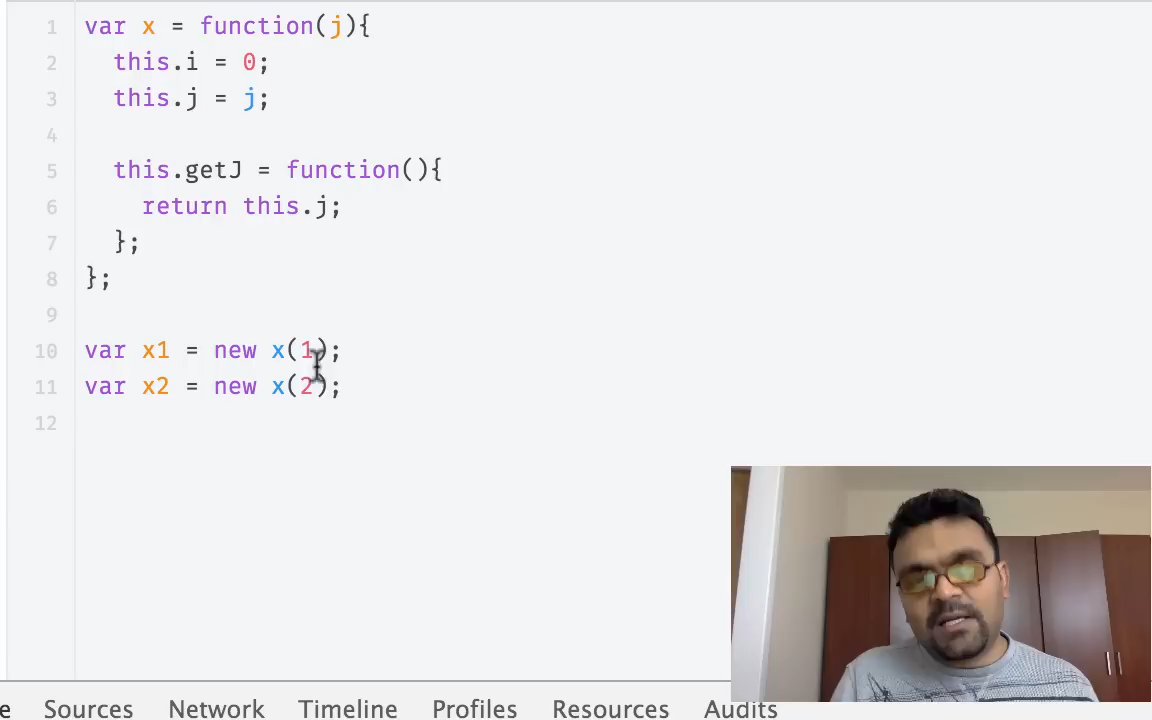 1 var x = function(j){
2 this.i = 0;
3 this.j = j;
4
5 this.getJ = function(){
6 return this.j;
7 };
8 };
9
10 var x1 = new x(1);
11 var x2 = new x(2);
12
e Sources Network Timeline Profiles Resources Audits